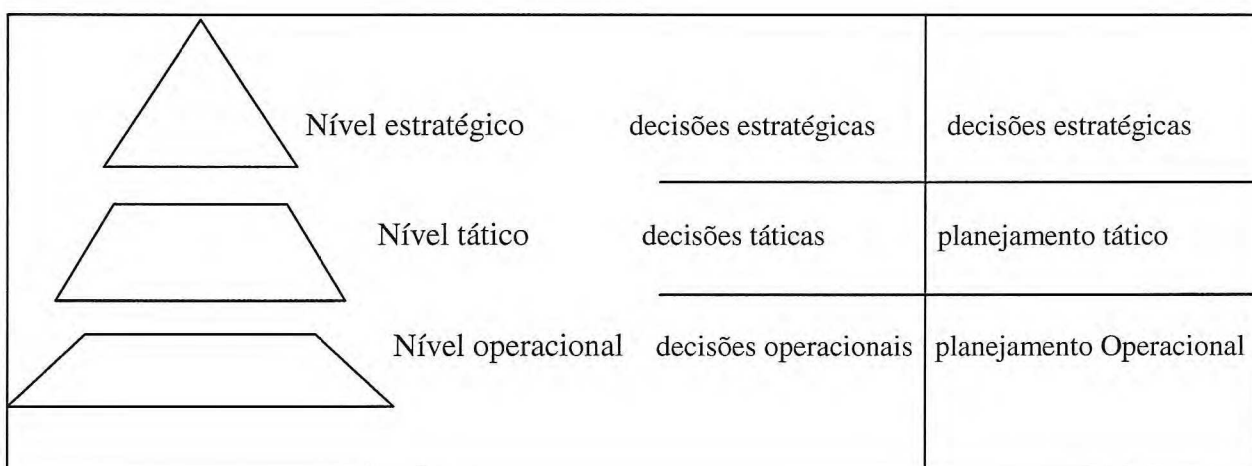 Nível estratégico decisões estratégicas decisões estratégicas
Nível tático decisões táticas planejamento tático
Nível operacional decisões operacionais planejamento Operacional